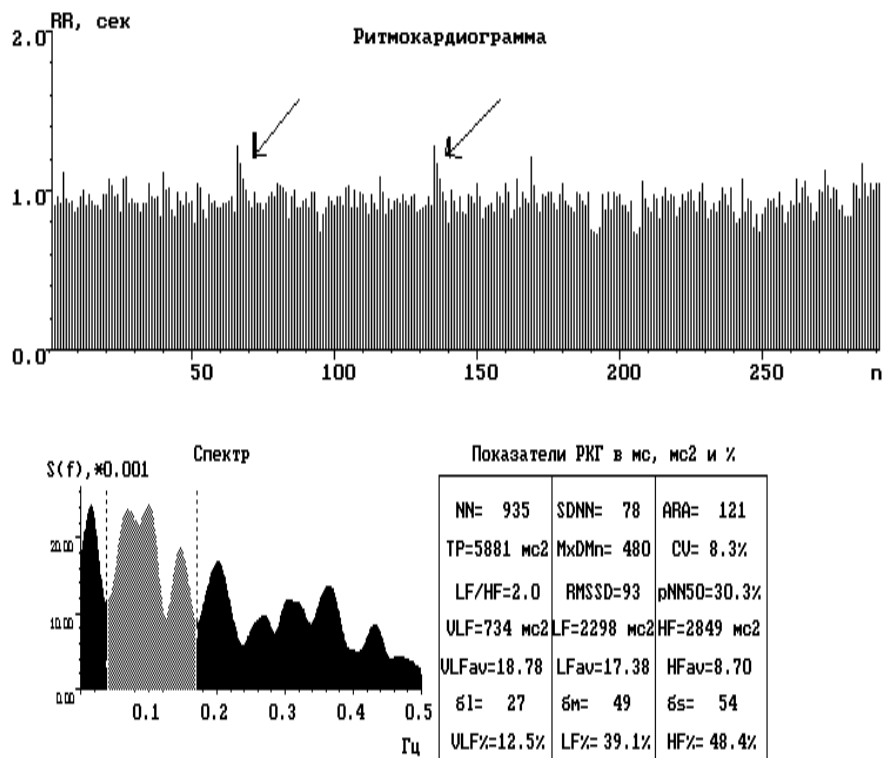 RR, сек
Ритмокардиограмма
2.0
1.0
0.0
50 100 150 200 250 n
Спектр
S(f),*0.001
20.00
10.00
0.00
0.1 0.2 0.3 0.4 0.5
Гц
Показатели РКГ в мс, мс2 и %
NN= 935 SDNN= 78 ARA= 121
TP=5881 мс2 MxDMn= 480 CV= 8.3%
LF/HF=2.0 RMSSD=93 pNN50=30.3%
VLF=734 мс2 LF=2298 мс2 HF=2849 мс2
VLFav=18.78 LFav=17.38 HFav=8.70
бl= 27 бm= 49 бs= 54
VLF%=12.5% LF%= 39.1% HF%= 48.4%